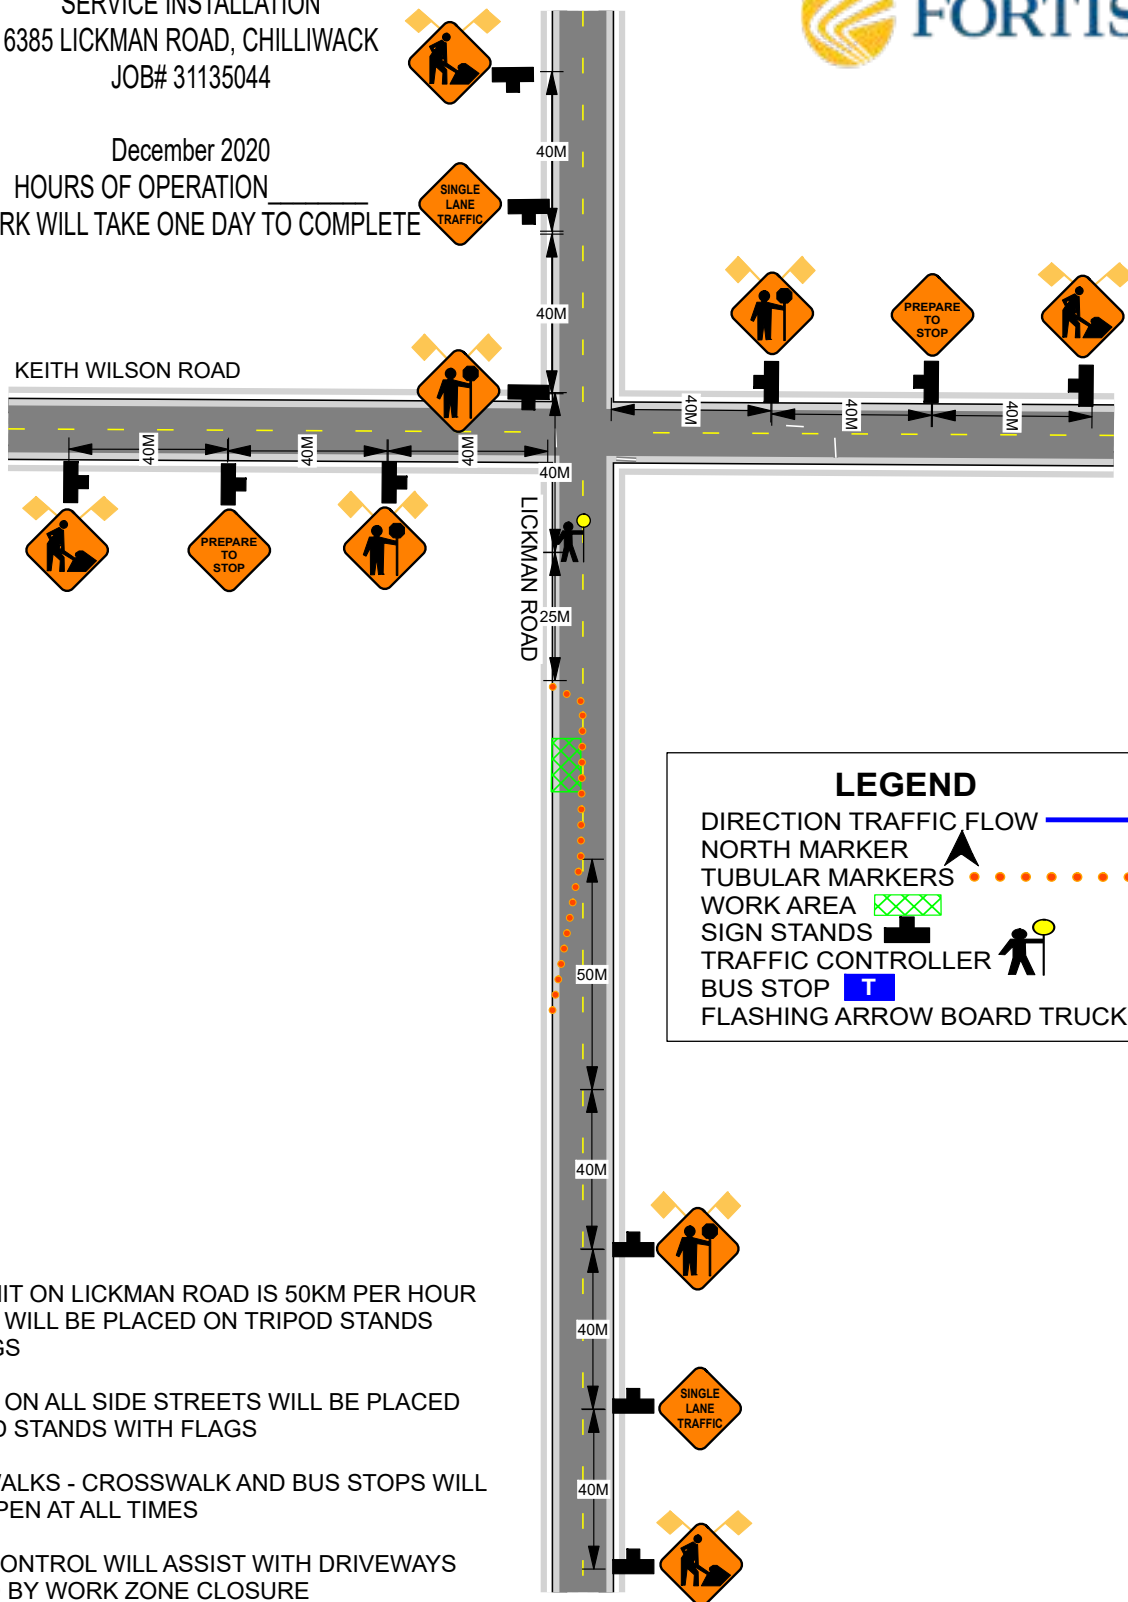 SERVICE INSTALLATION
6385 LICKMAN ROAD, CHILLIWACK
JOB# 31135044
FORTIS
December 2020
HOURS OF OPERATION________
RK WILL TAKE ONE DAY TO COMPLETE
40M
SINGLE
LANE
TRAFFIC
40M
KEITH WILSON ROAD
PREPARE
TO
STOP
40M
40M
40M
40M
40M
40M
40M
PREPARE
TO
STOP
LICKMAN ROAD
25M
LEGEND
DIRECTION TRAFFIC FLOW
NORTH MARKER
TUBULAR MARKERS
WORK AREA
SIGN STANDS
TRAFFIC CONTROLLER
BUS STOP T
FLASHING ARROW BOARD TRUCK
50M
40M
40M
SINGLE
LANE
TRAFFIC
40M
IIT ON LICKMAN ROAD IS 50KM PER HOUR
WILL BE PLACED ON TRIPOD STANDS
GS
ON ALL SIDE STREETS WILL BE PLACED
D STANDS WITH FLAGS
WALKS - CROSSWALK AND BUS STOPS WILL
PEN AT ALL TIMES
ONTROL WILL ASSIST WITH DRIVEWAYS
BY WORK ZONE CLOSURE